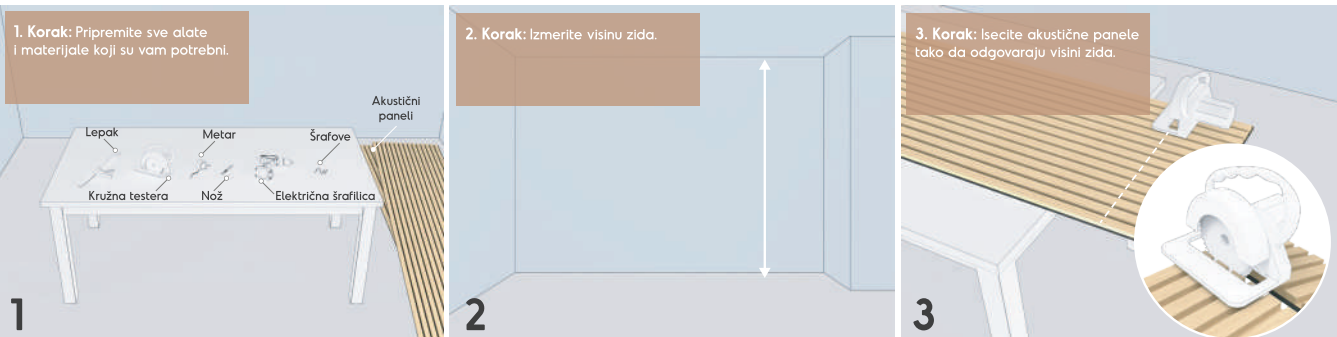 1. Korak: Pripremite sve alate
i materijale koji su vam potrebni.
Akustični
paneli
Lepak
Metar
Šrafove
Kružna testera
Nož
Električna šrafilica
1
2. Korak: Izmerite visinu zida.
2
3. Korak: Isecite akustične panele
tako da odgovaraju visini zida.
3